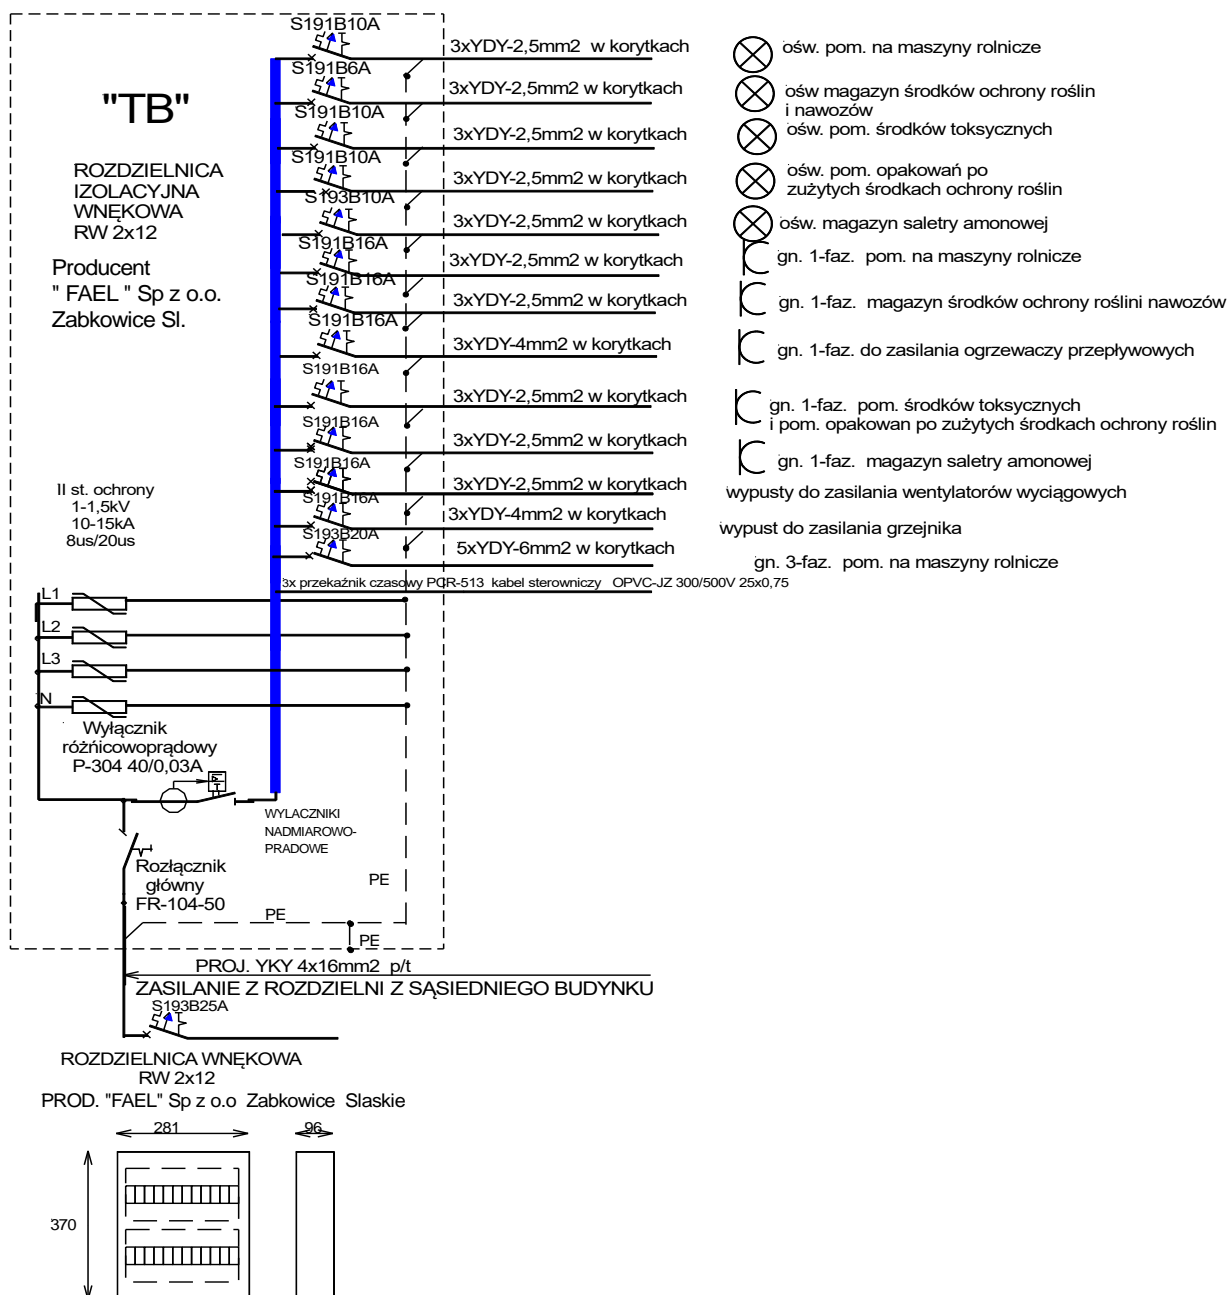 "TB"
ROZDZIELNICA
IZOLACYJNA
WNĘKOWA
RW 2x12
Producent
" FAEL " Sp z o.o.
Zabkowice Sl.
II st. ochrony
1-1,5kV
10-15kA
8us/20us
S191B10A
3xYDY-2,5mm2 w korytkach
ośw. pom. na maszyny rolnicze
S191B6A
3xYDY-2,5mm2 w korytkach
ośw magazyn środków ochrony roślin
i nawozów
S191B10A
3xYDY-2,5mm2 w korytkach
ośw. pom. środków toksycznych
S191B10A
3xYDY-2,5mm2 w korytkach
ośw. pom. opakowań po
zużytych środkach ochrony roślin
S193B10A
3xYDY-2,5mm2 w korytkach
ośw. magazyn saletry amonowej
S191B16A
3xYDY-2,5mm2 w korytkach
gn. 1-faz. pom. na maszyny rolnicze
S191B16A
3xYDY-2,5mm2 w korytkach
gn. 1-faz. magazyn środków ochrony roślini nawozów
S191B16A
3xYDY-4mm2 w korytkach
gn. 1-faz. do zasilania ogrzewaczy przepływowych
S191B16A
3xYDY-2,5mm2 w korytkach
gn. 1-faz. pom. środków toksycznych
i pom. opakowan po zużytych środkach ochrony roślin
S191B16A
3xYDY-2,5mm2 w korytkach
gn. 1-faz. magazyn saletry amonowej
S191B16A
3xYDY-2,5mm2 w korytkach
wypusty do zasilania wentylatorów wyciągowych
S191B16A
3xYDY-4mm2 w korytkach
wypust do zasilania grzejnika
S193B20A
5xYDY-6mm2 w korytkach
gn. 3-faz. pom. na maszyny rolnicze
3x przekaźnik czasowy PCR-513 kabel sterowniczy OPVC-JZ 300/500V 25x0,75
L1
L2
L3
N
Wyłącznik
różńicowoprądowy
P-304 40/0,03A
WYLACZNIKI
NADMIAROWO-
PRADOWE
Rozłącznik
główny
FR-104-50
PE
PE
PE
PROJ. YKY 4x16mm2 p/t
ZASILANIE Z ROZDZIELNI Z SĄSIEDNIEGO BUDYNKU
S193B25A
ROZDZIELNICA WNĘKOWA
RW 2x12
PROD. "FAEL" Sp z o.o Zabkowice Slaskie
281
96
370